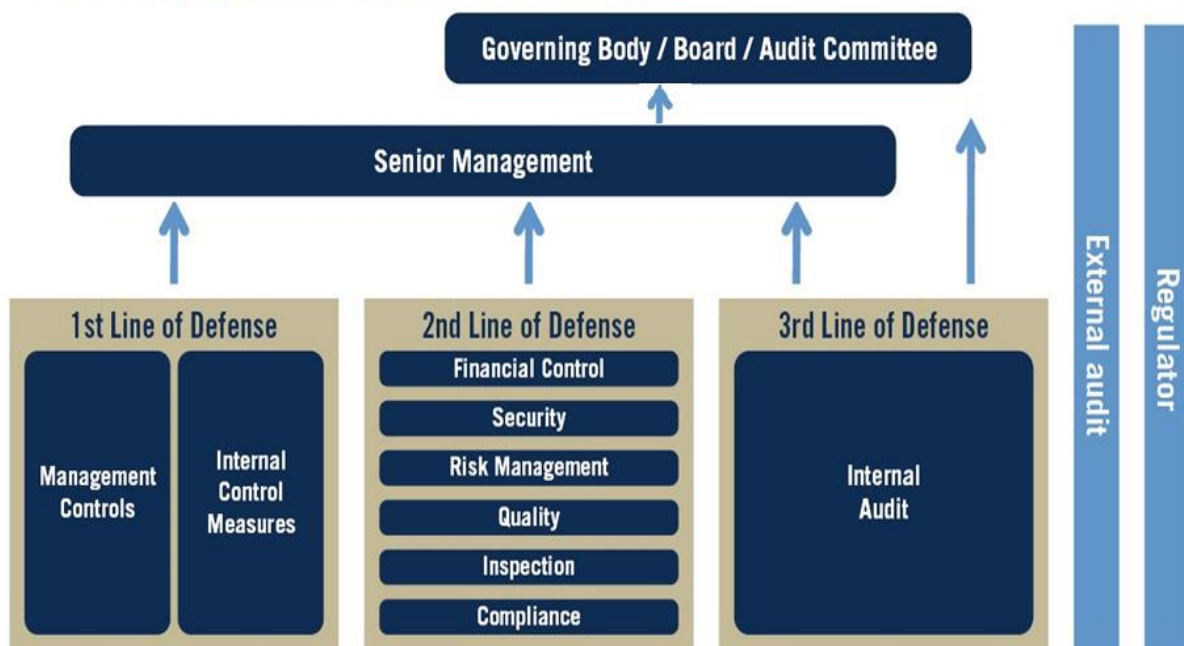 Governing Body / Board / Audit Committee
Senior Management
1st Line of Defense
Management
Controls
Internal
Control
Measures
2nd Line of Defense
Financial Control
Security
Risk Management
Quality
Inspection
Compliance
3rd Line of Defense
Internal
Audit
External audit
Regulator